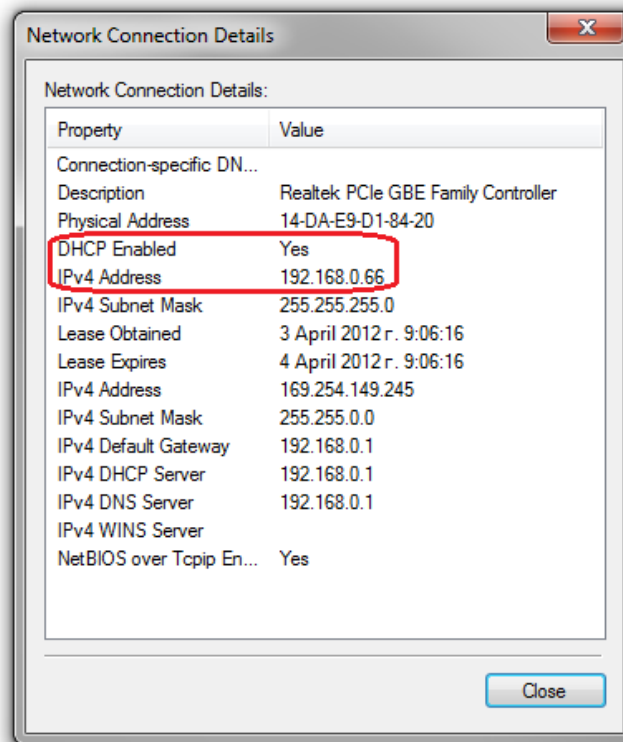 Network Connection Details
Network Connection Details:
Property Value
Connection-specific DN...
Description Realtek PCIe GBE Family Controller
Physical Address 14-DA-E9-D1-84-20
DHCP Enabled Yes
IPv4 Address 192.168.0.66
IPv4 Subnet Mask 255.255.255.0
Lease Obtained 3 April 2012 г. 9:06:16
Lease Expires 4 April 2012 г. 9:06:16
IPv4 Address 169.254.149.245
IPv4 Subnet Mask 255.255.0.0
IPv4 Default Gateway 192.168.0.1
IPv4 DHCP Server 192.168.0.1
IPv4 DNS Server 192.168.0.1
IPv4 WINS Server
NetBIOS over Tcpip En... Yes
Close